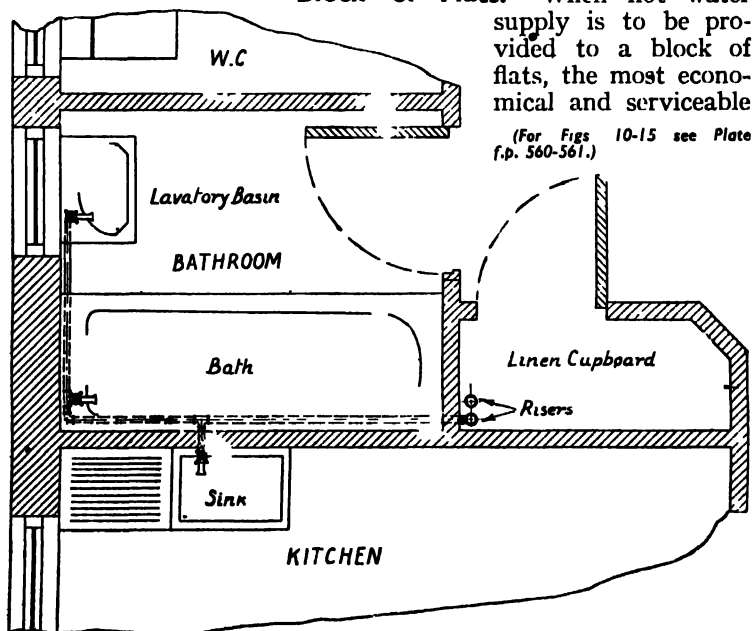 Block of Flats. When hot water
supply is to be pro-
vided to a block of
flats, the most econo-
mical and serviceable
(For Figs 10-15 see Plate
f.p. 560-561.)
W.C
Lavatory Basin
BATHROOM
Bath
Linen Cupboard
Risers
Sink
KITCHEN